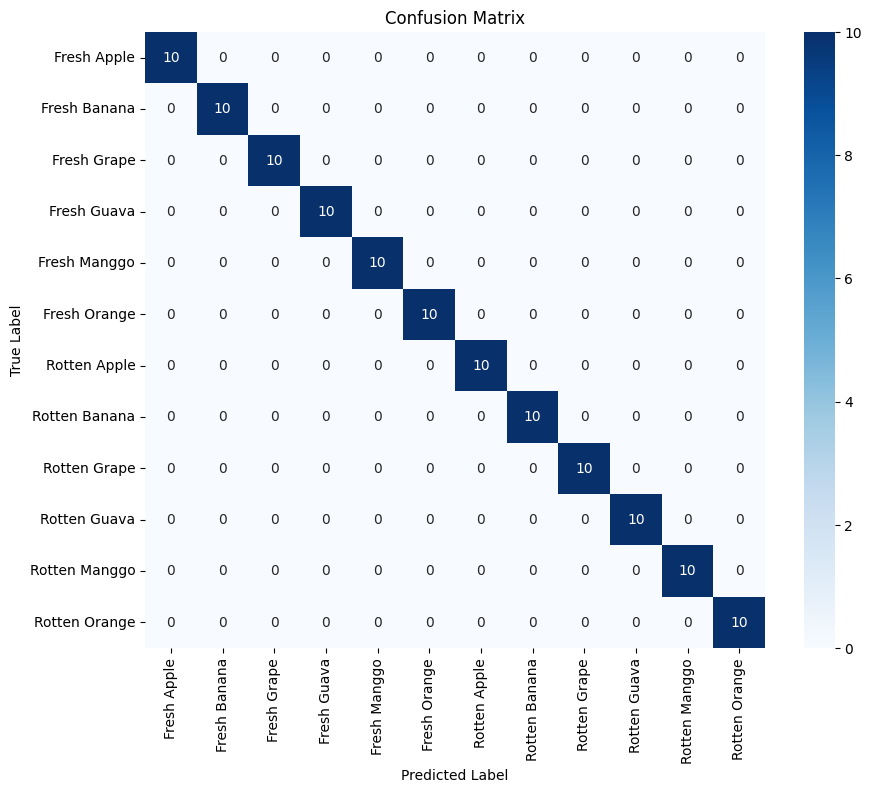 Confusion Matrix
True Label
Fresh Apple 10 0 0 0 0 0 0 0 0 0 0 0
Fresh Banana 0 10 0 0 0 0 0 0 0 0 0 0
Fresh Grape 0 0 10 0 0 0 0 0 0 0 0 0
Fresh Guava 0 0 0 10 0 0 0 0 0 0 0 0
Fresh Manggo 0 0 0 0 10 0 0 0 0 0 0 0
Fresh Orange 0 0 0 0 0 10 0 0 0 0 0 0
Rotten Apple 0 0 0 0 0 0 10 0 0 0 0 0
Rotten Banana 0 0 0 0 0 0 0 10 0 0 0 0
Rotten Grape 0 0 0 0 0 0 0 0 10 0 0 0
Rotten Guava 0 0 0 0 0 0 0 0 0 10 0 0
Rotten Manggo 0 0 0 0 0 0 0 0 0 0 10 0
Rotten Orange 0 0 0 0 0 0 0 0 0 0 0 10
Fresh Apple
Fresh Banana
Fresh Grape
Fresh Guava
Fresh Manggo
Fresh Orange
Rotten Apple
Rotten Banana
Rotten Grape
Rotten Guava
Rotten Manggo
Rotten Orange
Predicted Label
10
8
6
4
2
0